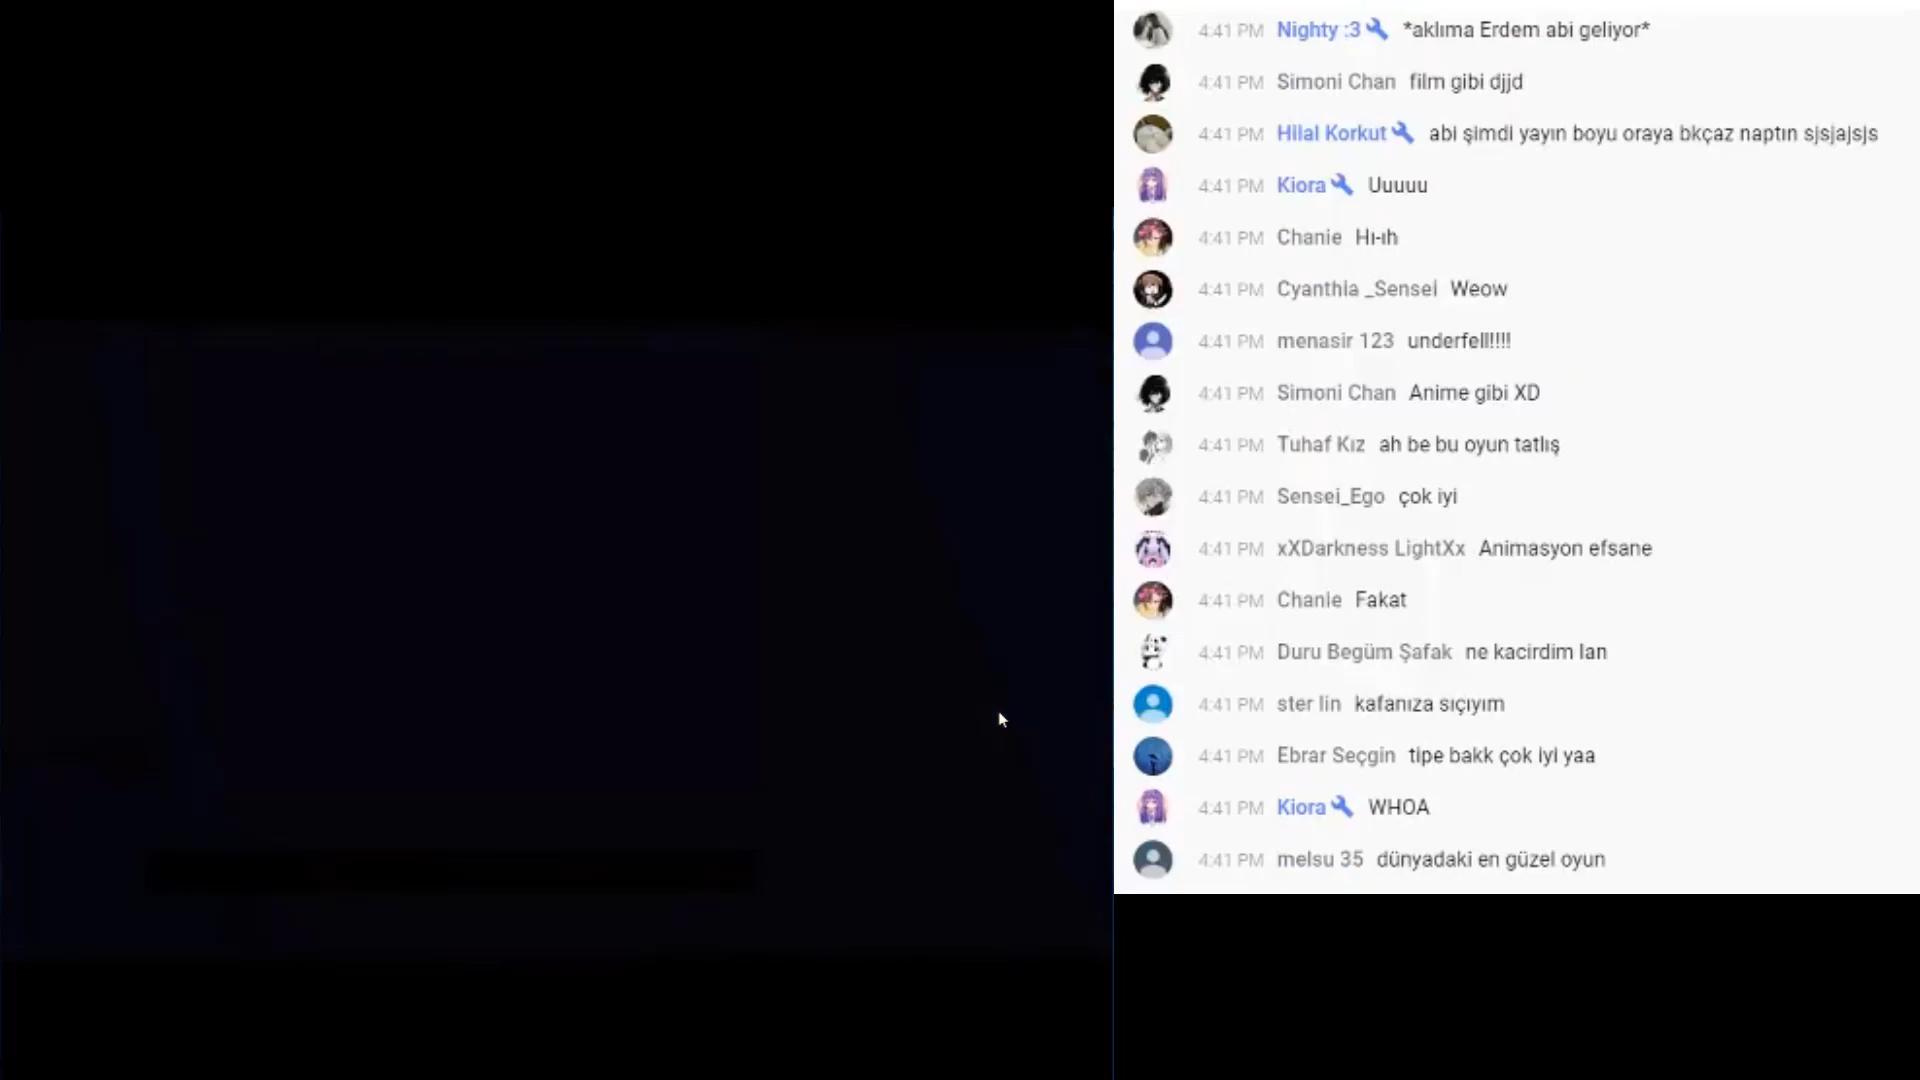 4:41 PM Nighty :3 *aklıma Erdem abi geliyor*
4:41 PM Simoni Chan film gibi djjd
4:41 PM Hilal Korkut abi şimdi yayın boyu oraya bkçaz naptın sjsjajsjs
4:41 PM Kiora Uuuuu
4:41 PM Chanie Hı-ıh
4:41 PM Cyanthia _Sensei Weow
4:41 PM menasir 123 underfell!!!!
4:41 PM Simoni Chan Anime gibi XD
4:41 PM Tuhaf Kız ah be bu oyun tatlış
4:41 PM Sensei_Ego çok iyi
4:41 PM xXDarkness LightXx Animasyon efsane
4:41 PM Chanie Fakat
4:41 PM Duru Begüm Şafak ne kacirdim lan
4:41 PM ster lin kafanıza sıçıyım
4:41 PM Ebrar Seçgin tipe bakk çok iyi yaa
4:41 PM Kiora WHOA
4:41 PM melsu 35 dünyadaki en güzel oyun